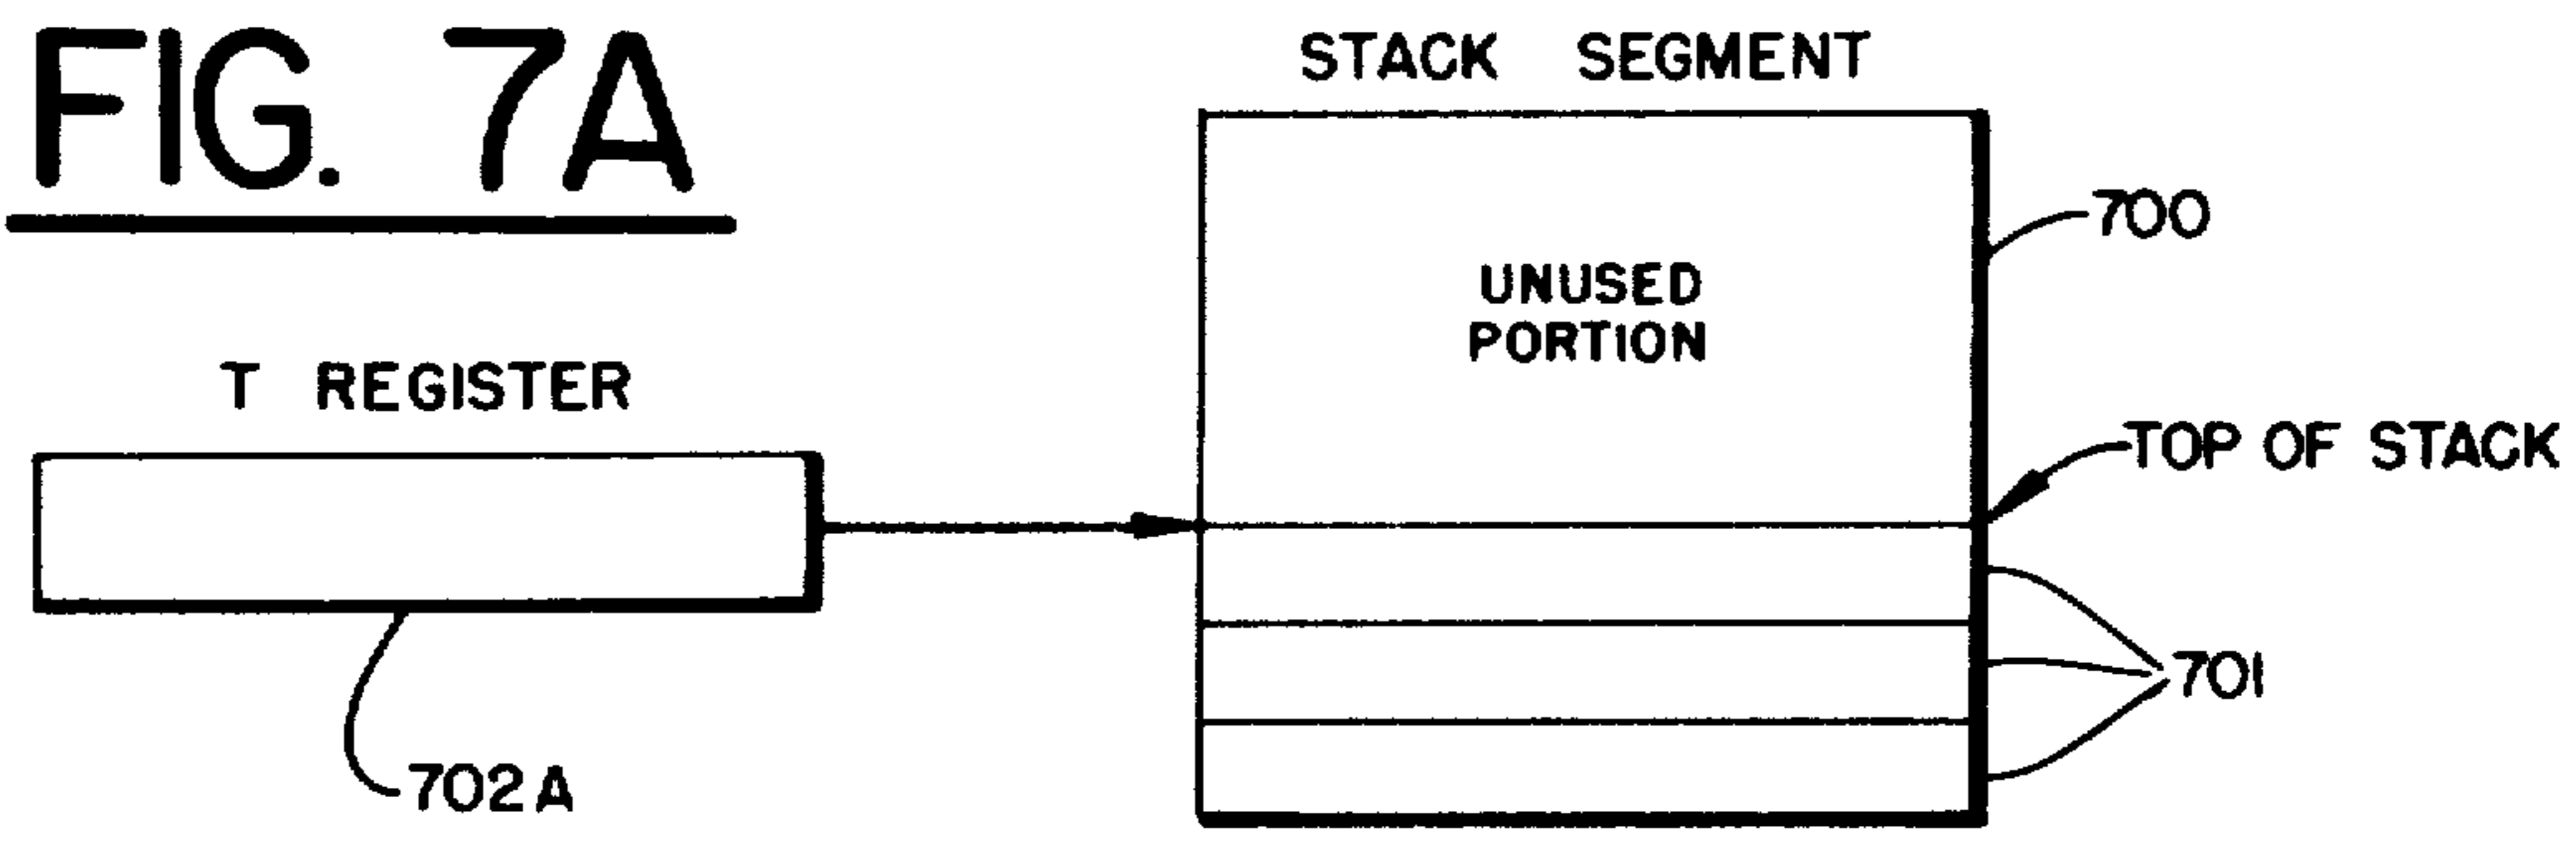 FIG. 7A
STACK SEGMENT
700
UNUSED
PORTION
T REGISTER
TOP OF STACK
701
702A